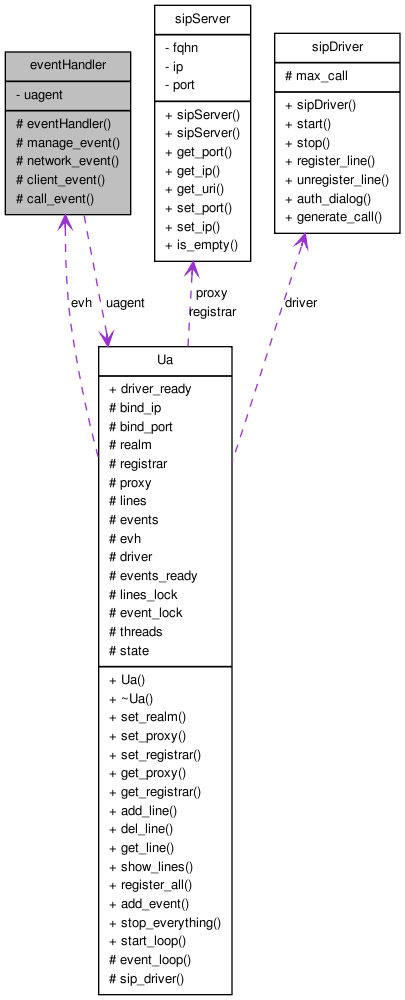 eventHandler
- uagent
# eventHandler()
# manage_event()
# network_event()
# client_event()
# call_event()
sipServer
- fqhn
- ip
- port
+ sipServer()
+ sipServer()
+ get_port()
+ get_ip()
+ get_uri()
+ set_port()
+ set_ip()
+ is_empty()
sipDriver
# max_call
+ sipDriver()
+ start()
+ stop()
+ register_line()
+ unregister_line()
+ auth_dialog()
+ generate_call()
evh
uagent
proxy
registrar
driver
Ua
+ driver_ready
# bind_ip
# bind_port
# realm
# registrar
# proxy
# lines
# events
# evh
# driver
# events_ready
# lines_lock
# event_lock
# threads
# state
+ Ua()
+ ~Ua()
+ set_realm()
+ set_proxy()
+ set_registrar()
+ get_proxy()
+ get_registrar()
+ add_line()
+ del_line()
+ get_line()
+ show_lines()
+ register_all()
+ add_event()
+ stop_everything()
+ start_loop()
# event_loop()
# sip_driver()